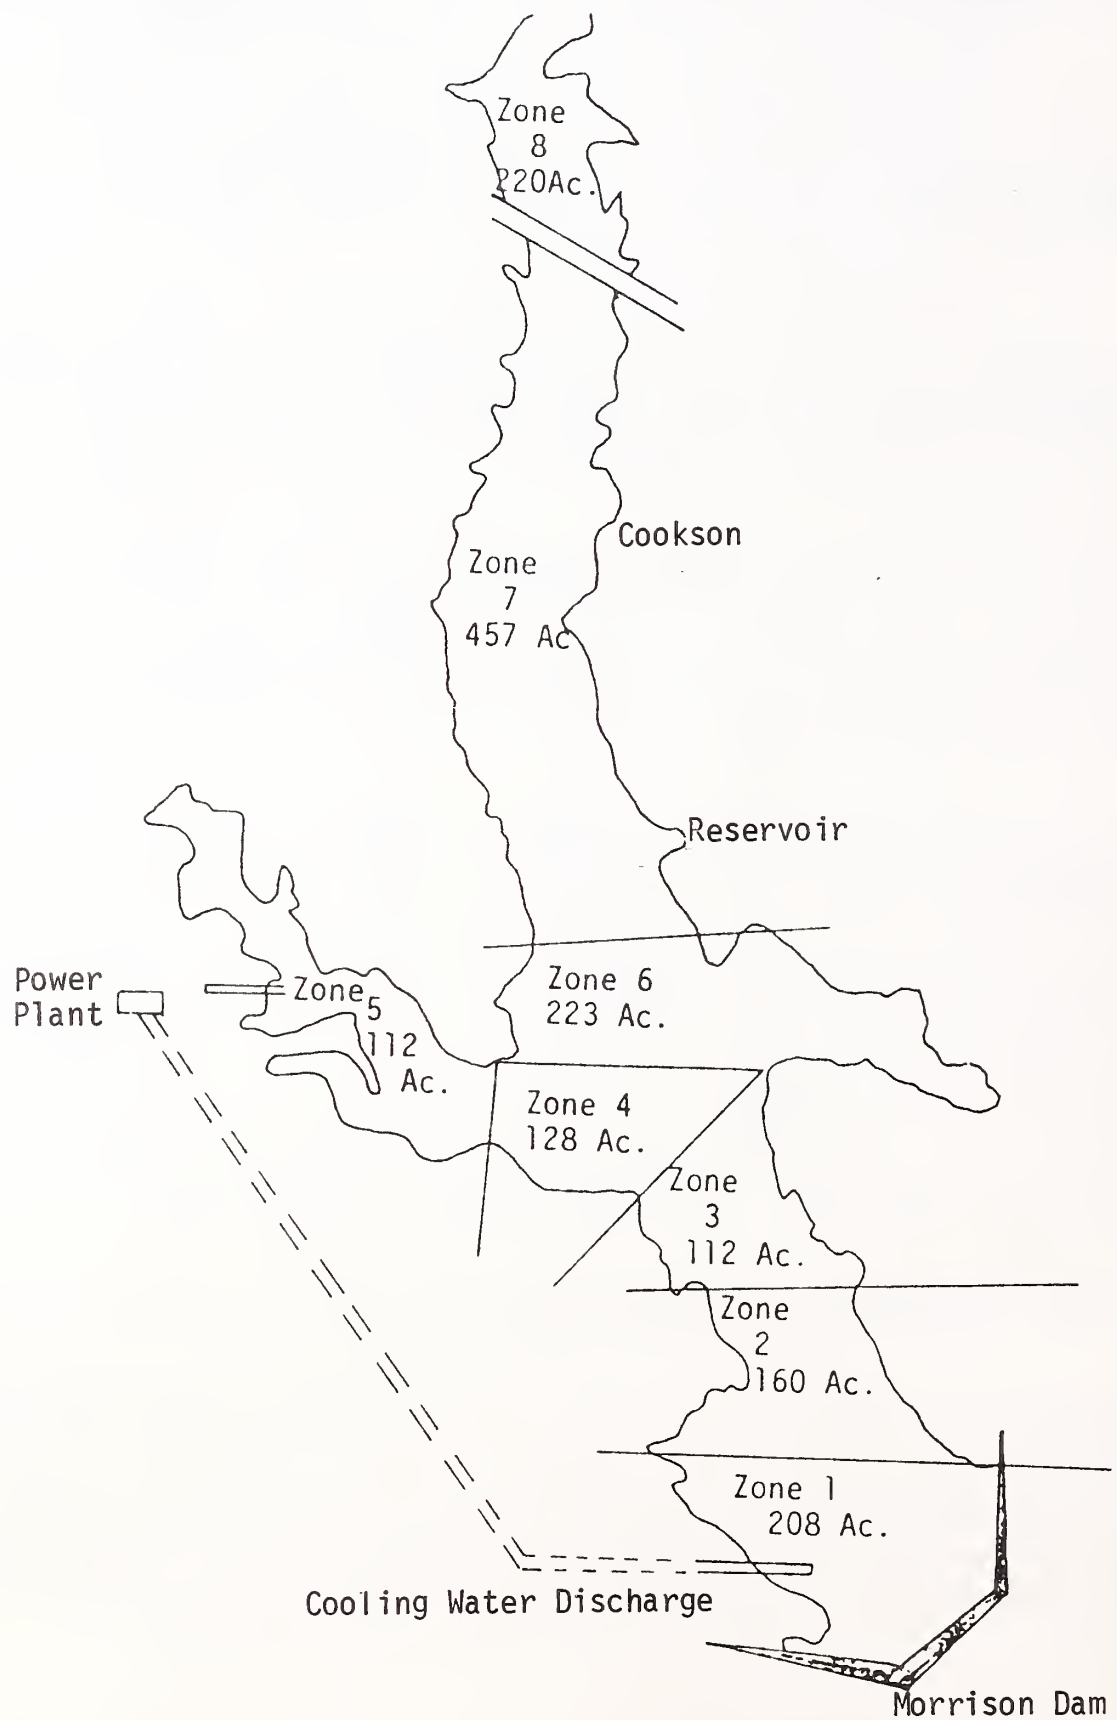 Zone
8
220Ac.
Cookson
Zone
7
457 Ac
Reservoir
Power
Plant
Zone
5
112
Ac.
Zone 6
223 Ac.
Zone 4
128 Ac.
Zone
3
112 Ac.
Zone
2
160 Ac.
Zone 1
208 Ac.
Cooling Water Discharge
Morrison Dam